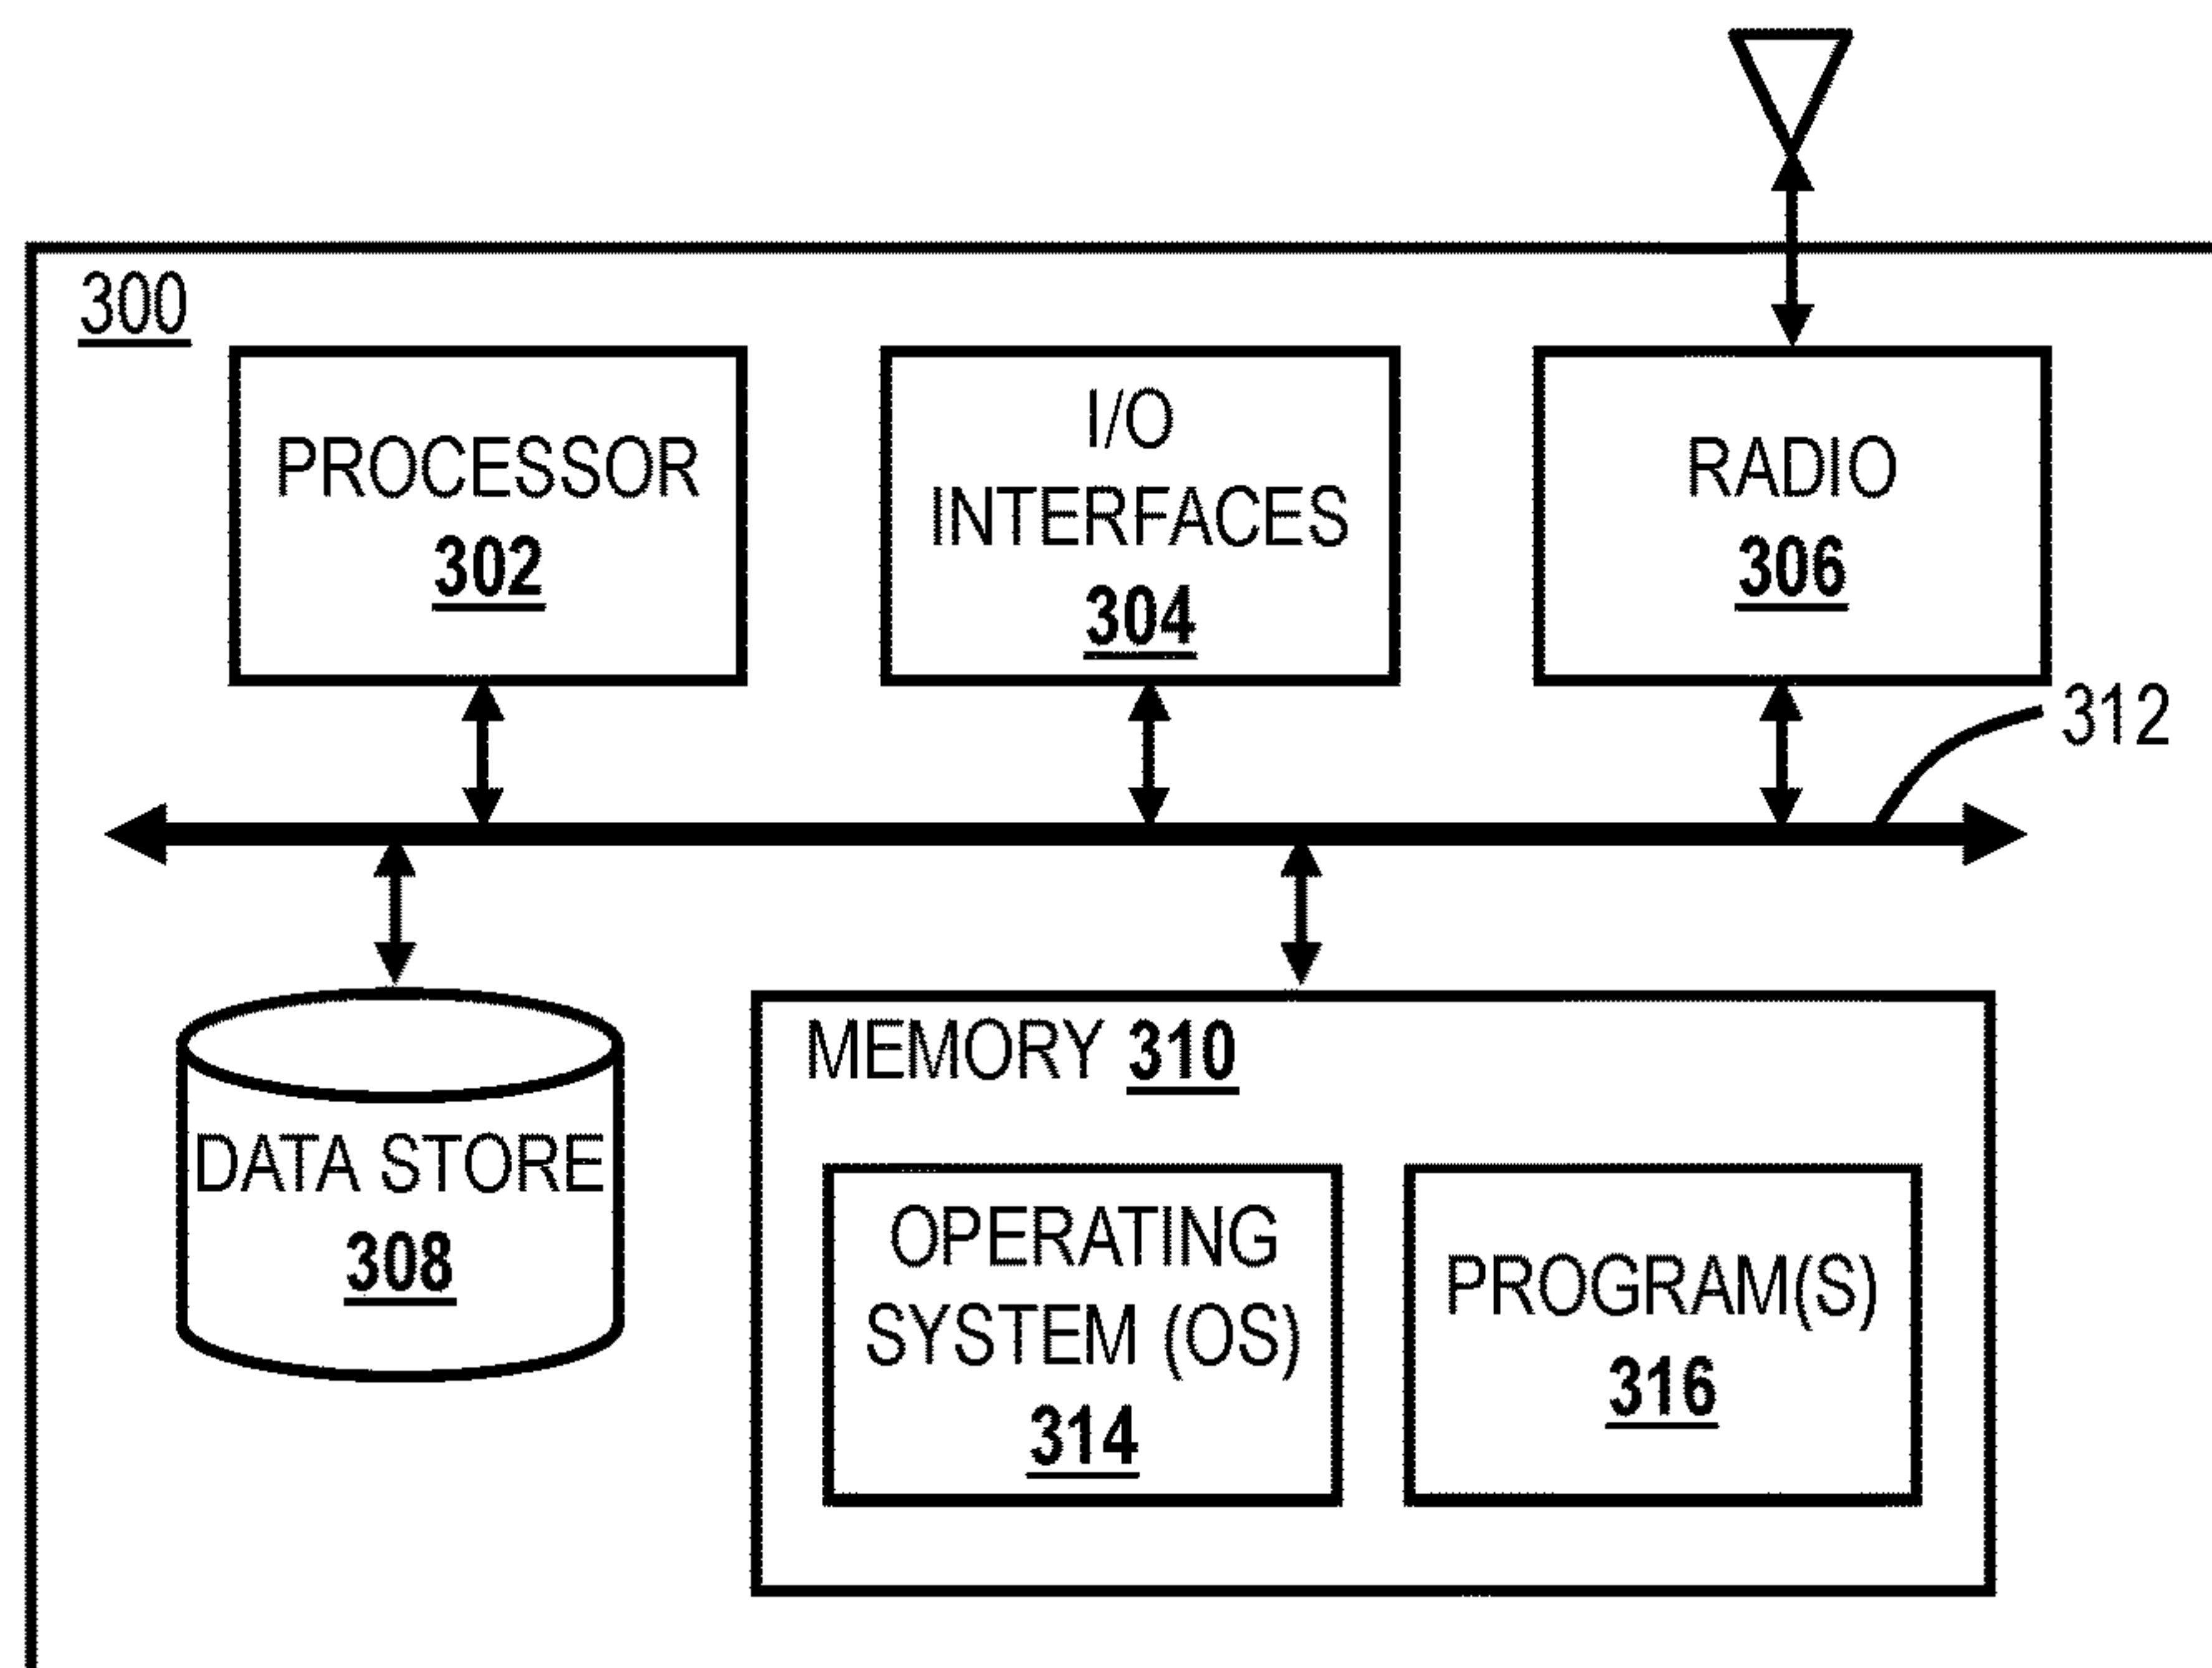 300
PROCESSOR
302
I/O
INTERFACES
304
RADIO
306
312
DATA STORE
308
MEMORY 310
OPERATING
SYSTEM (OS)
314
PROGRAM(S)
316